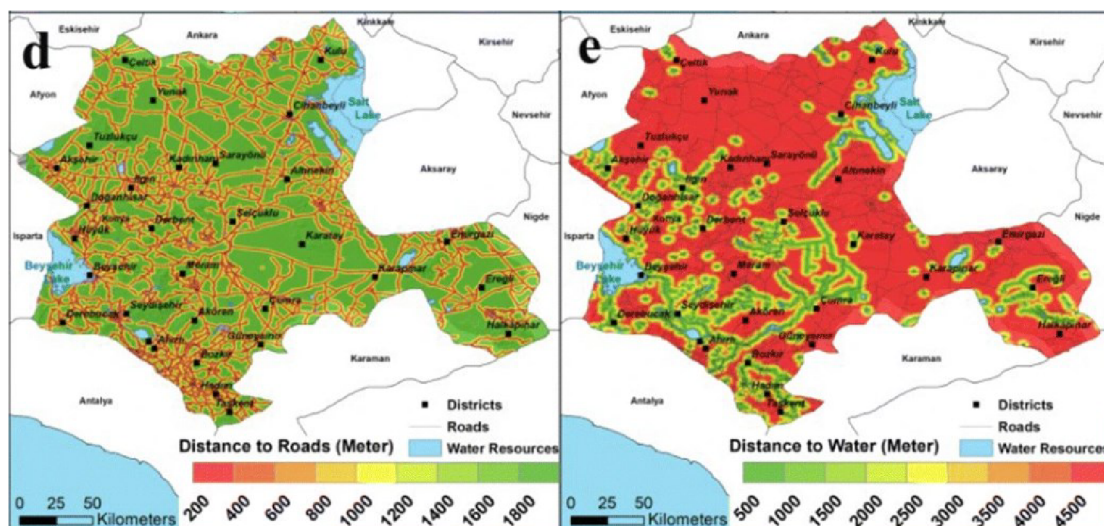 d
Eskisehir
Ankara
Kırıkkale
Kirsehir
Kulu
Çeltik
Afyon
Yunak
Cihanbeyli
Salt
Lake
Nevsehir
Tuzlukçu
Akşehir
Kadınhanı
Sarayönü
Aksaray
Ilgın
Altınekin
Doğanhisar
Nigde
Konya
Derbent
Selçuklu
Isparta
Hüyük
Karatay
Emirgazi
Beyşehir
Lake
Beyşehir
Meram
Karapınar
Ereğli
Seydişehir
Çumra
Derebucak
Akören
Halkapınar
Ahırlı
Güneysınır
Bozkır
Karaman
Hadim
Antalya
Taşkent
Districts
Roads
Water Resources
Distance to Roads (Meter)
200
400
600
800
1000
1200
1400
1600
1800
0 25 50
Kilometers
e
Eskisehir
Ankara
Kırıkkale
Kirsehir
Kulu
Çeltik
Afyon
Yunak
Cihanbeyli
Salt
Lake
Nevsehir
Tuzlukçu
Akşehir
Kadınhanı
Sarayönü
Aksaray
Ilgın
Altınekin
Doğanhisar
Nigde
Konya
Derbent
Selçuklu
Isparta
Hüyük
Karatay
Emirgazi
Beyşehir
Lake
Beyşehir
Meram
Karapınar
Ereğli
Seydişehir
Çumra
Derebucak
Akören
Halkapınar
Güneysınır
Bozkır
Karaman
Hadim
Antalya
Taşkent
Districts
Roads
Water Resources
Distance to Water (Meter)
500
1000
1500
2000
2500
3000
3500
4000
4500
0 25 50
Kilometers